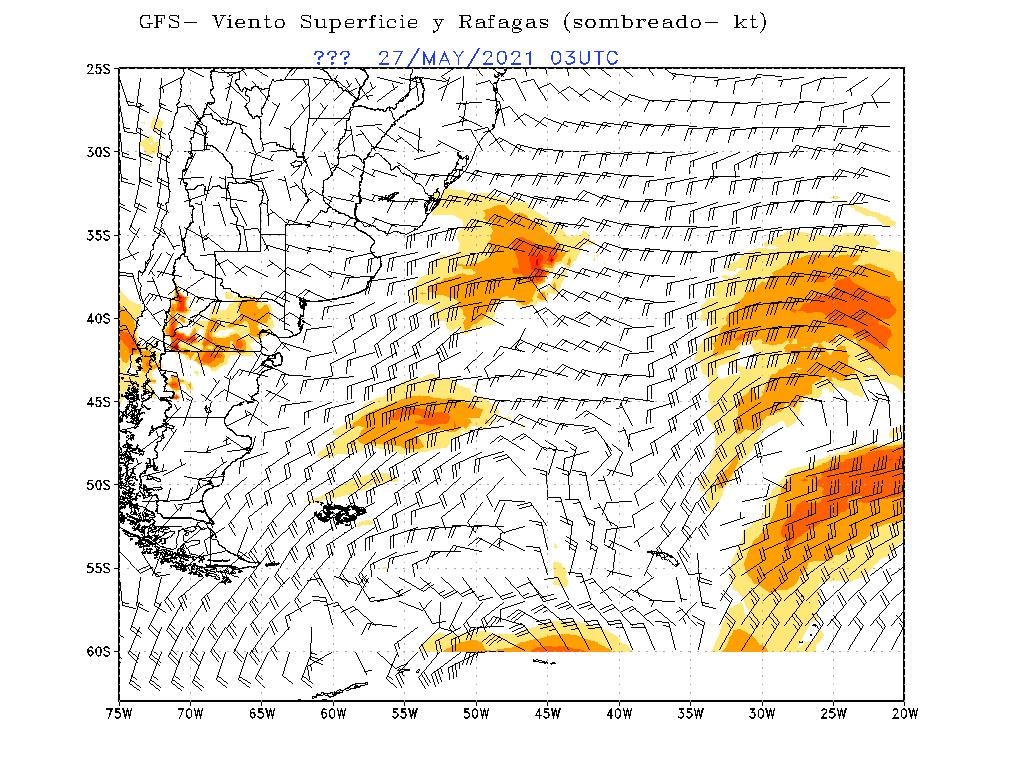 GFS− Viento Superficie y Rafagas (sombreado− kt)
??? 27/MAY/2021 03UTC
25S
30S
35S
40S
45S
50S
55S
60S
75W 70W 65W 60W 55W 50W 45W 40W 35W 30W 25W 20W